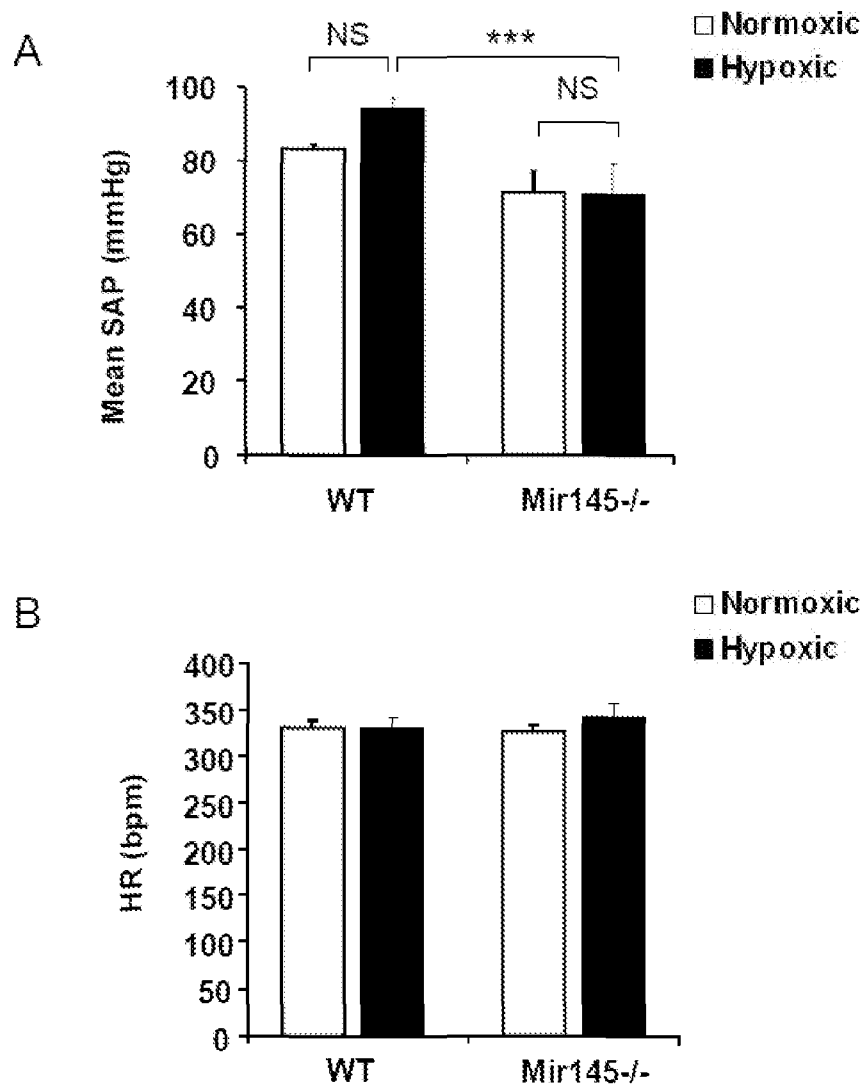 A
NS
***
Normoxic
Hypoxic
NS
Mean SAP (mmHg)
100
80
60
40
20
0
WT
Mir145-/-
B
Normoxic
Hypoxic
HR (bpm)
400
350
300
250
200
150
100
50
0
WT
Mir145-/-